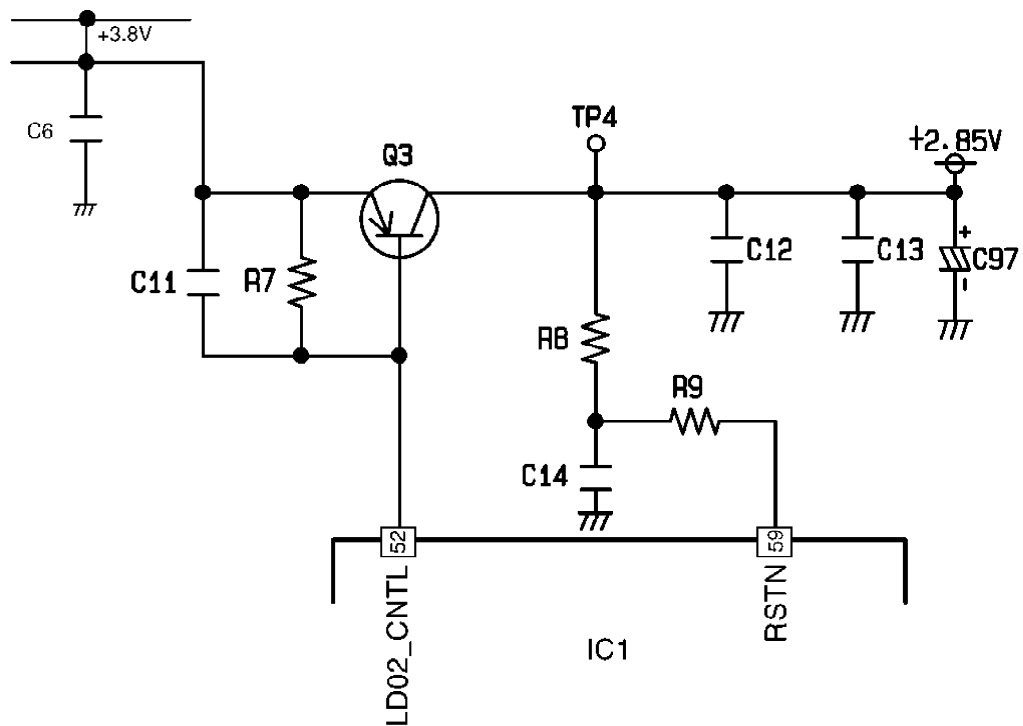 +3.8V
C6
TP4
+2.85V
Q3
C11
R7
C12
C13
+
C97
-
R8
R9
C14
52
59
LD02_CNTL
RSTN
IC1